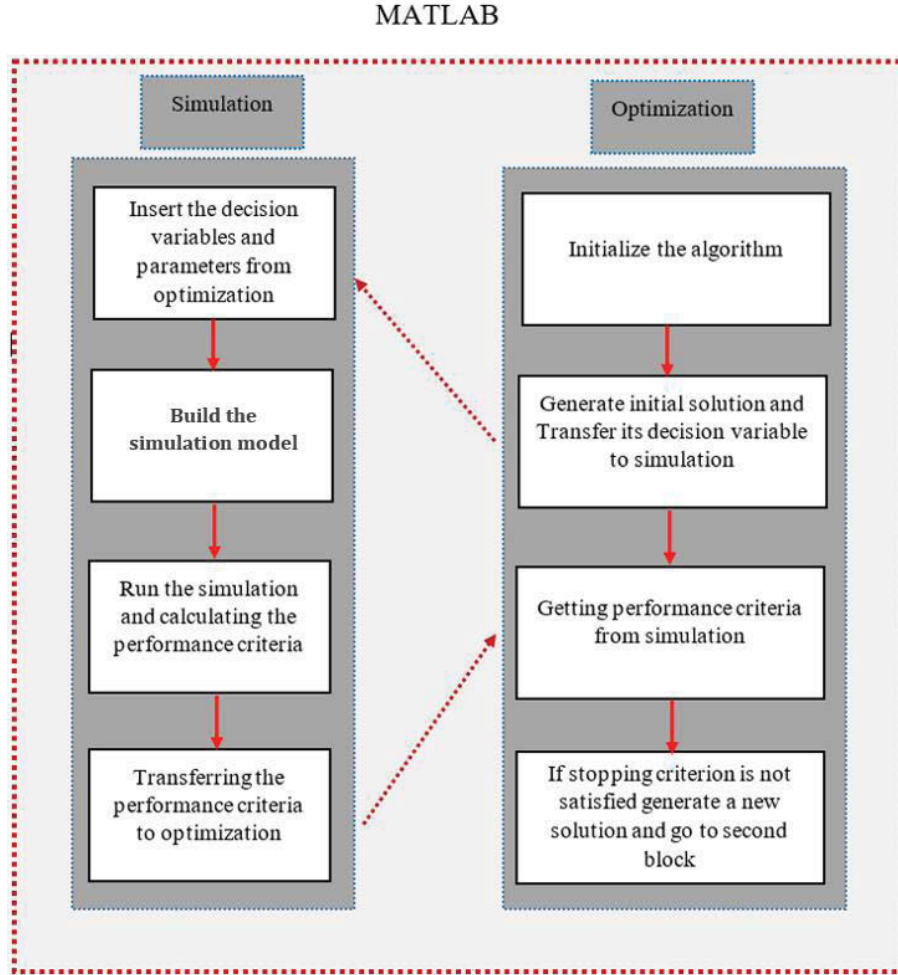 MATLAB
Simulation
Insert the decision
variables and
parameters from
optimization
Build the
simulation model
Run the simulation
and calculating the
performance criteria
Transferring the
performance criteria
to optimization
Optimization
Initialize the algorithm
Generate initial solution and
Transfer its decision variable
to simulation
Getting performance criteria
from simulation
If stopping criterion is not
satisfied generate a new
solution and go to second
block